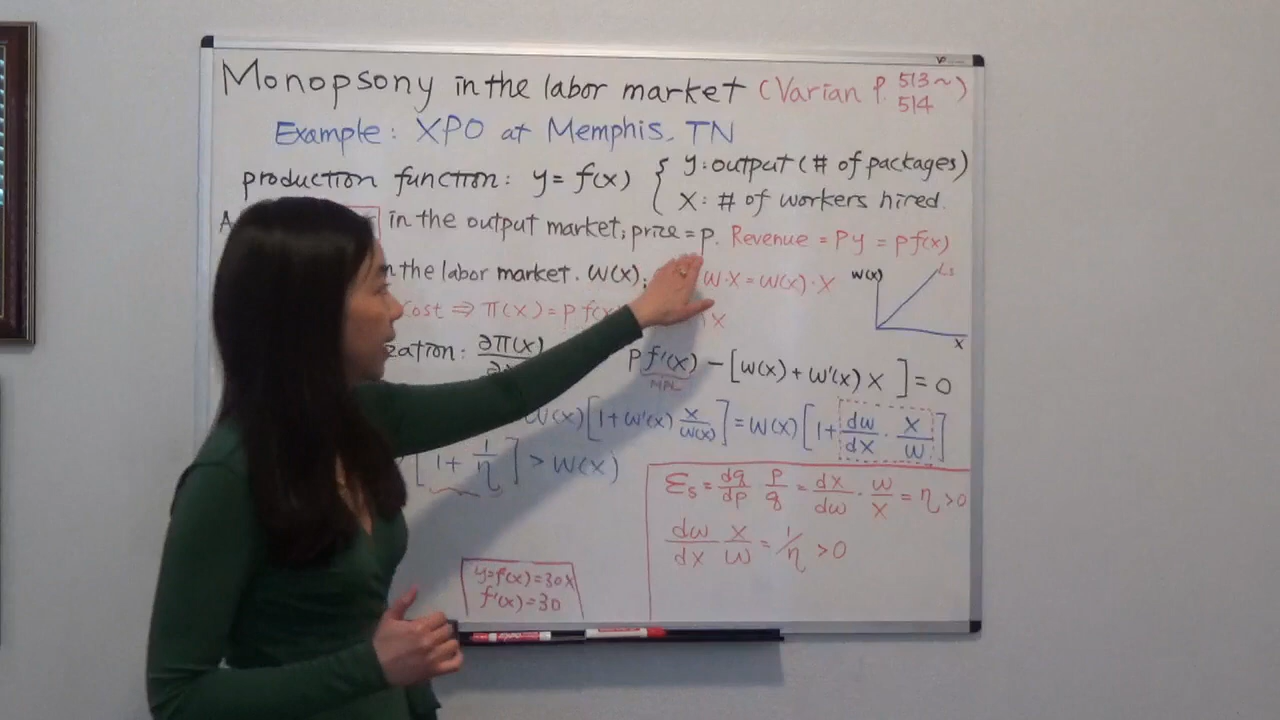 Monopsony in the labor market (Varian P. 513~514)
Example: XPO at Memphis, TN
production function: y = f(x) { y: output (# of packages)
x: # of workers hired.
in the output market; price = p. Revenue = Py = pf(x)
in the labor market. W(x). W·X = W(x)·X
W(x) Ls
x
Cost ⇒ π(x) = p f(x
X
zation: ∂π(x)/∂x P f'(x) − [w(x) + w'(x) X ] = 0
MPL
W(x)[1 + w'(x) x/w(x)] = w(x)[1 + dw/dx · x/w]
[1 + 1/η] > W(x)
Es = dq/dp p/q = dx/dw · w/x = η > 0
dw/dx x/w = 1/η > 0
y = f(x) = 30x
f'(x) = 30
expo